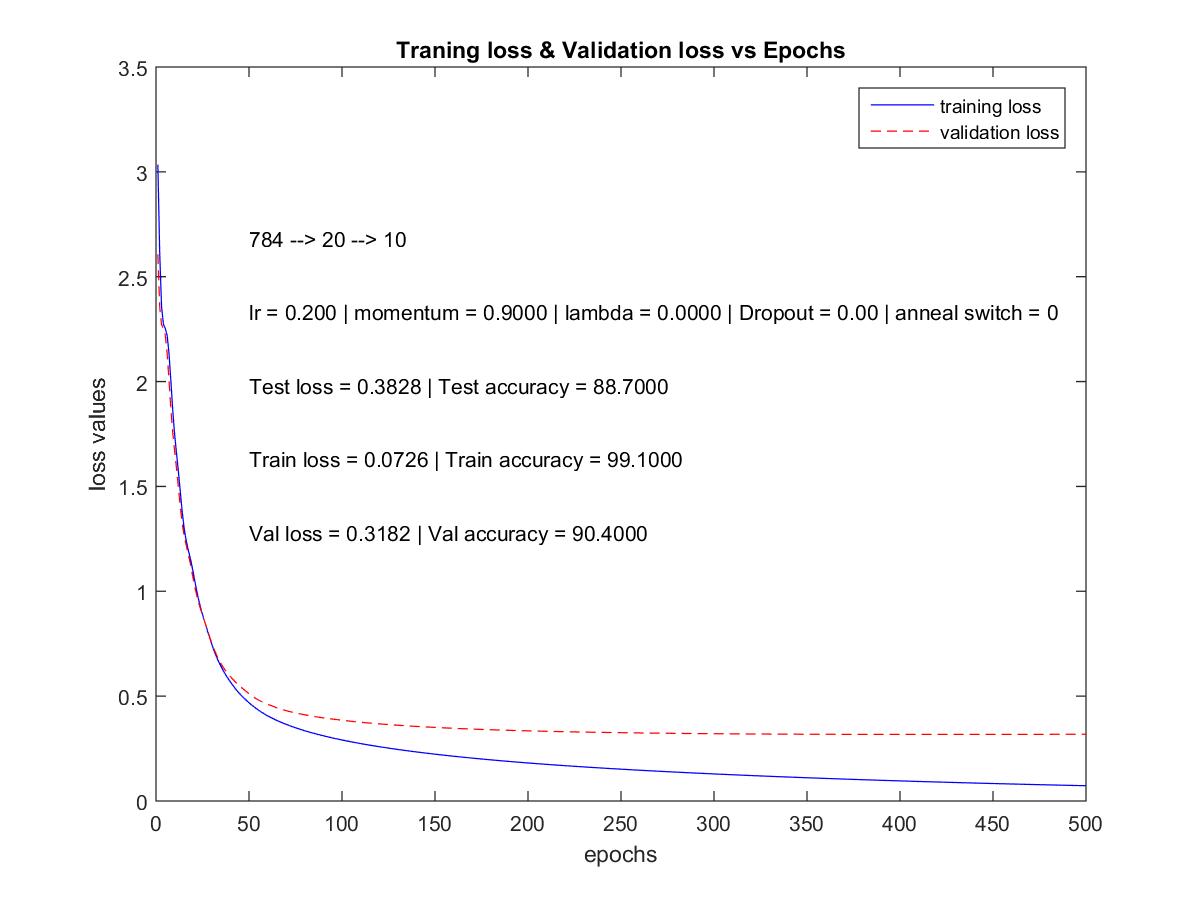 Traning loss & Validation loss vs Epochs
3.5
3
2.5
2
1.5
1
0.5
0
loss values
training loss
validation loss
784 --> 20 --> 10
lr = 0.200 | momentum = 0.9000 | lambda = 0.0000 | Dropout = 0.00 | anneal switch = 0
Test loss = 0.3828 | Test accuracy = 88.7000
Train loss = 0.0726 | Train accuracy = 99.1000
Val loss = 0.3182 | Val accuracy = 90.4000
0 50 100 150 200 250 300 350 400 450 500
epochs